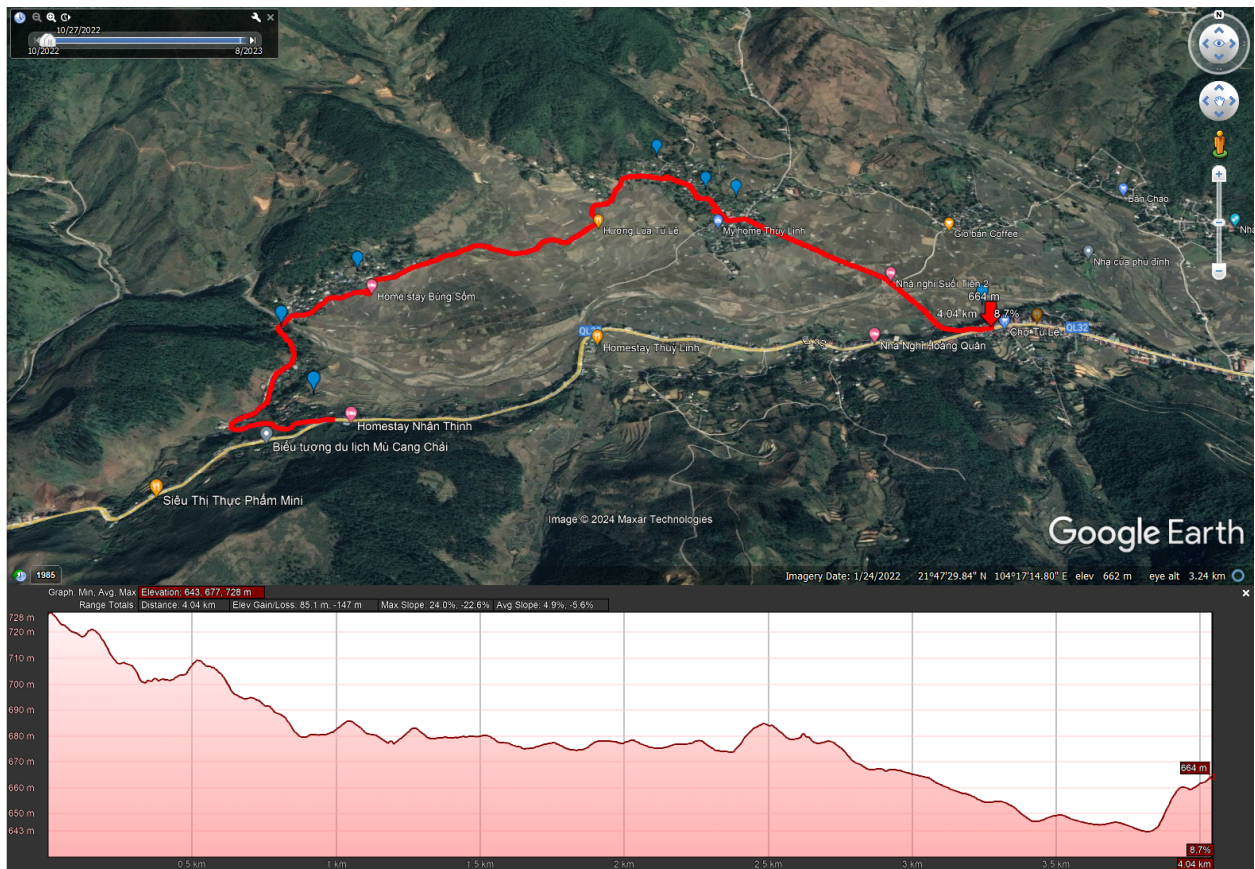 10/27/2022
10/2022
8/2023
N
Bản Chao
Hương Lúa Tú Lệ
My home Thuy Linh
Gió bản Coffee
Nhà của phù đinh
Nhà nghỉ Suối Tiên 2
Home stay Búng Sổm
664 m
4.04 km
8.7%
Chợ Tú Lệ
QL32
Homestay Thuý Linh
Nhà Nghỉ Hoàng Quân
Homestay Nhân Thịnh
Biểu tượng du lịch Mù Cang Chải
Siêu Thị Thực Phẩm Mini
Image © 2024 Maxar Technologies
Google Earth
1985
Imagery Date: 1/24/2022 21°47'29.84" N 104°17'14.80" E elev 662 m eye alt 3.24 km
Graph: Min, Avg, Max Elevation: 643, 677, 728 m
Range Totals Distance: 4.04 km Elev Gain/Loss: 85.1 m, -147 m Max Slope: 24.0%, -22.6% Avg Slope: 4.9%, -5.6%
728 m
720 m
710 m
700 m
690 m
680 m
670 m
660 m
650 m
643 m
664 m
8.7%
0.5 km
1 km
1.5 km
2 km
2.5 km
3 km
3.5 km
4.04 km